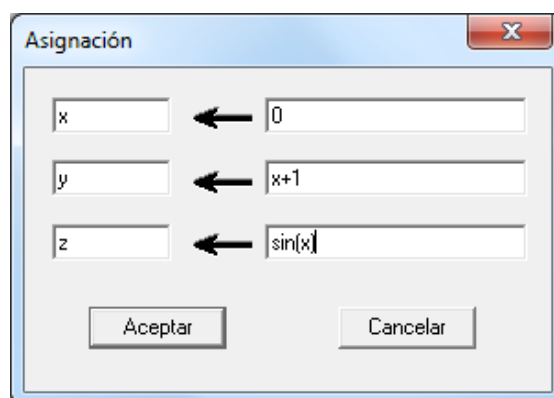 Asignación
x 0
y x+1
z sin(x)
Aceptar Cancelar